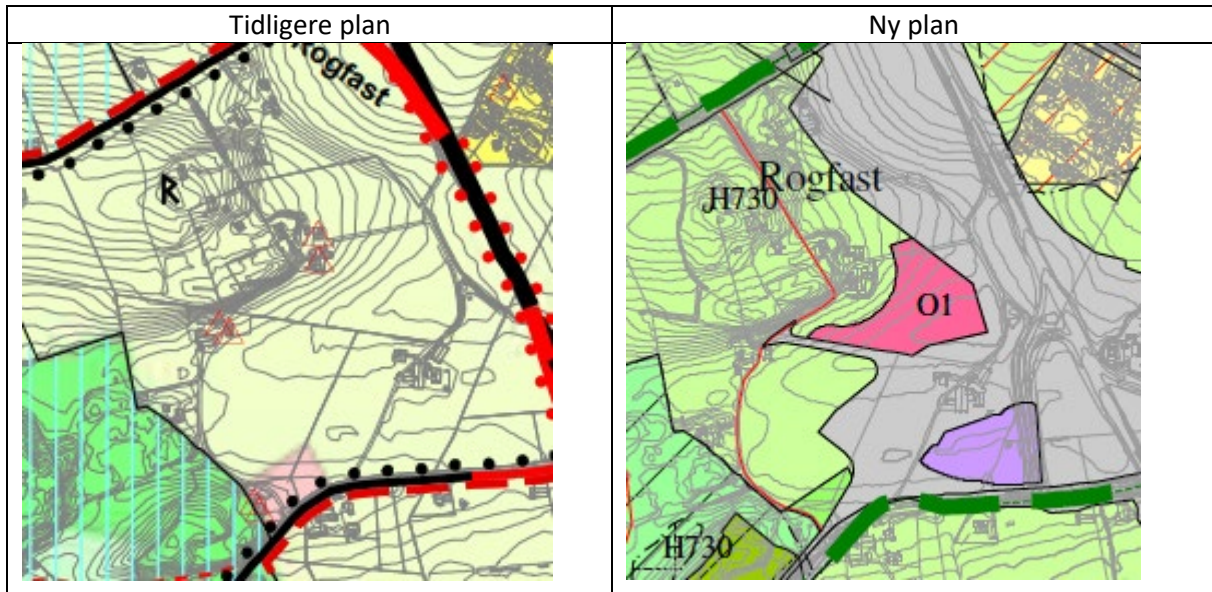 Tidligere plan
Ny plan
Rogfast
R
Rogfast
H730
O1
H730